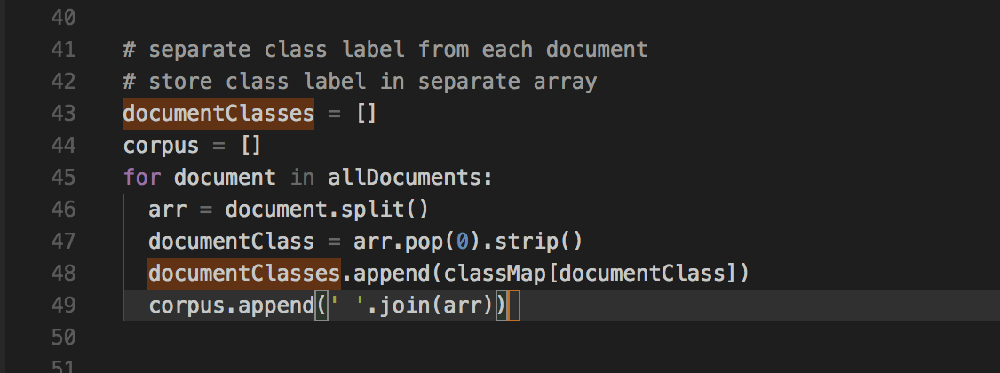 40
41 # separate class label from each document
42 # store class label in separate array
43 documentClasses = []
44 corpus = []
45 for document in allDocuments:
46 arr = document.split()
47 documentClass = arr.pop(0).strip()
48 documentClasses.append(classMap[documentClass])
49 corpus.append(' '.join(arr))
50
51